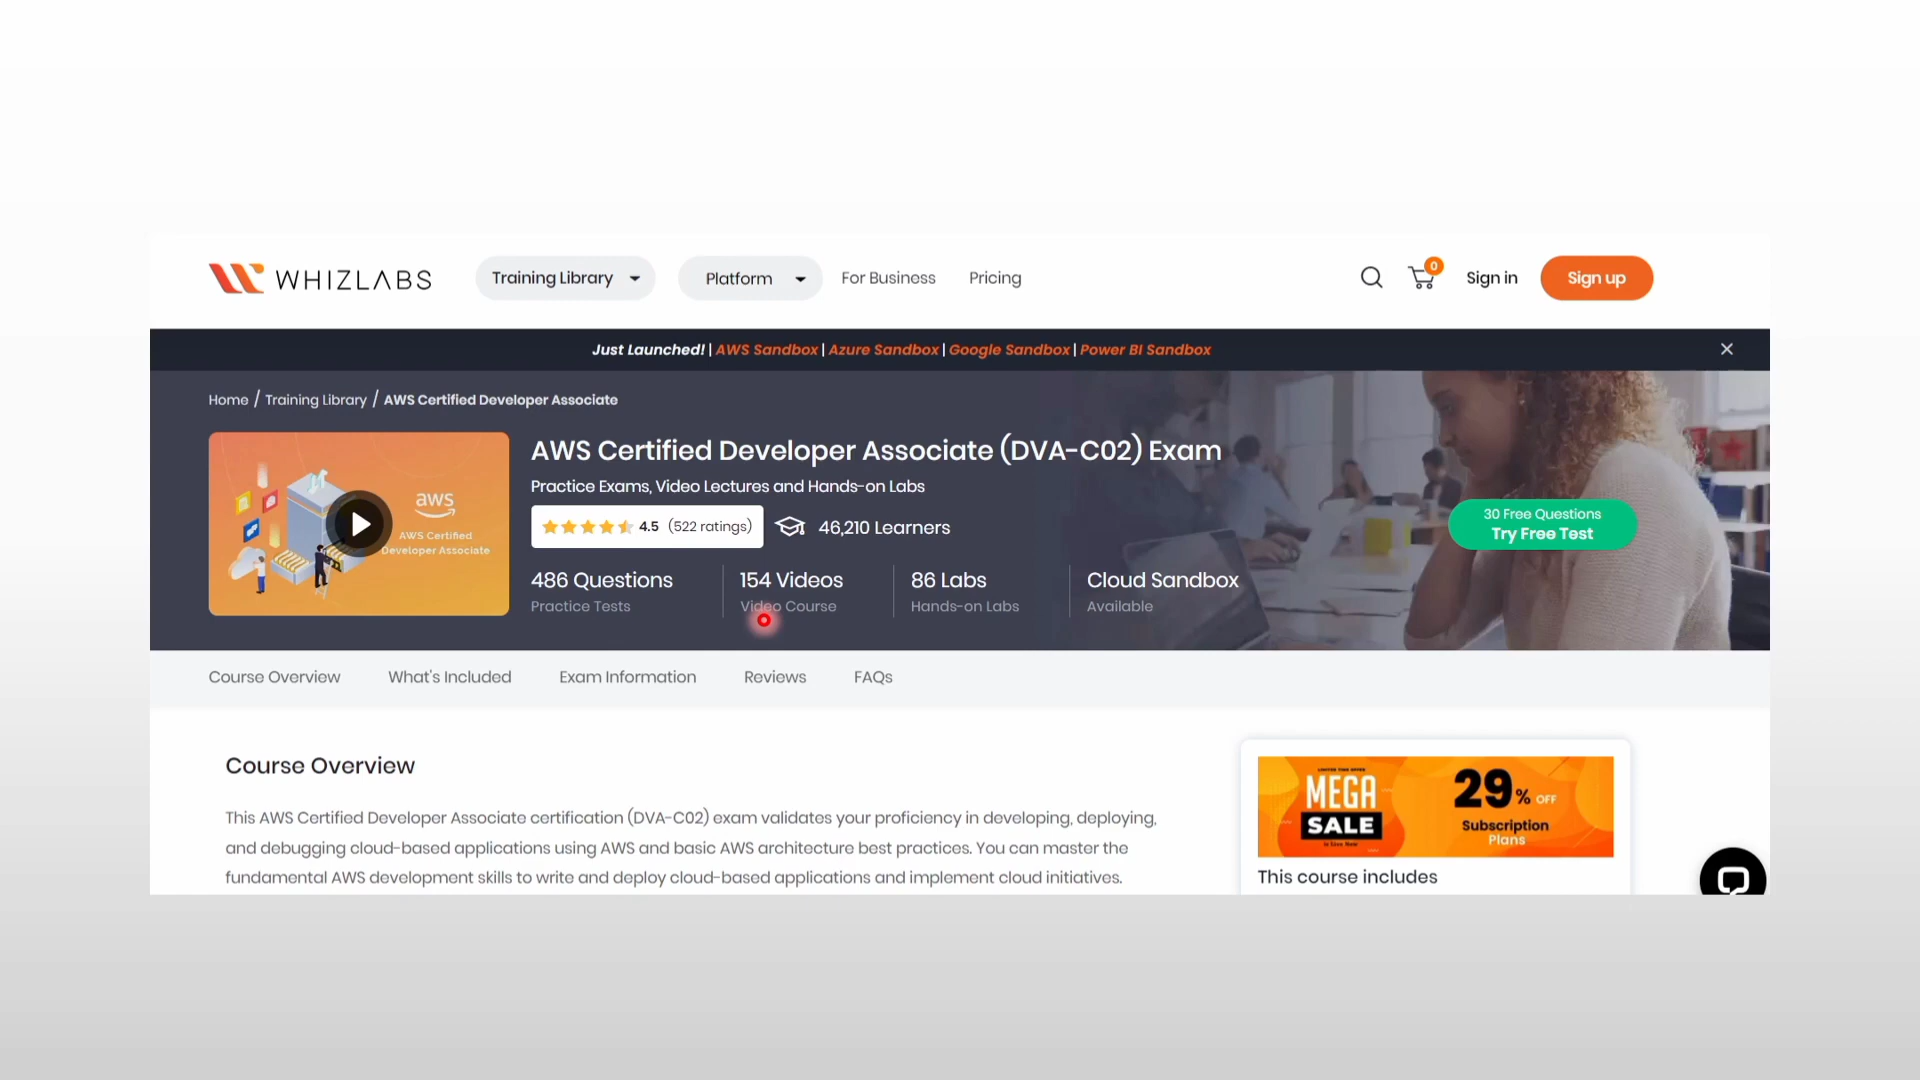 WHIZLABS
Training Library
Platform
For Business
Pricing
0
Sign in
Sign up
Just Launched! | AWS Sandbox | Azure Sandbox | Google Sandbox | Power BI Sandbox
Home / Training Library / AWS Certified Developer Associate
aws
AWS Certified
Developer Associate
AWS Certified Developer Associate (DVA-C02) Exam
Practice Exams, Video Lectures and Hands-on Labs
4.5 (522 ratings)
46,210 Learners
486 Questions
Practice Tests
154 Videos
Video Course
86 Labs
Hands-on Labs
Cloud Sandbox
Available
30 Free Questions
Try Free Test
Course Overview
What's Included
Exam Information
Reviews
FAQs
Course Overview
This AWS Certified Developer Associate certification (DVA-C02) exam validates your proficiency in developing, deploying,
and debugging cloud-based applications using AWS and basic AWS architecture best practices. You can master the
fundamental AWS development skills to write and deploy cloud-based applications and implement cloud initiatives.
LIMITED TIME OFFER
MEGA
SALE
29% OFF
Subscription
Plans
This course includes